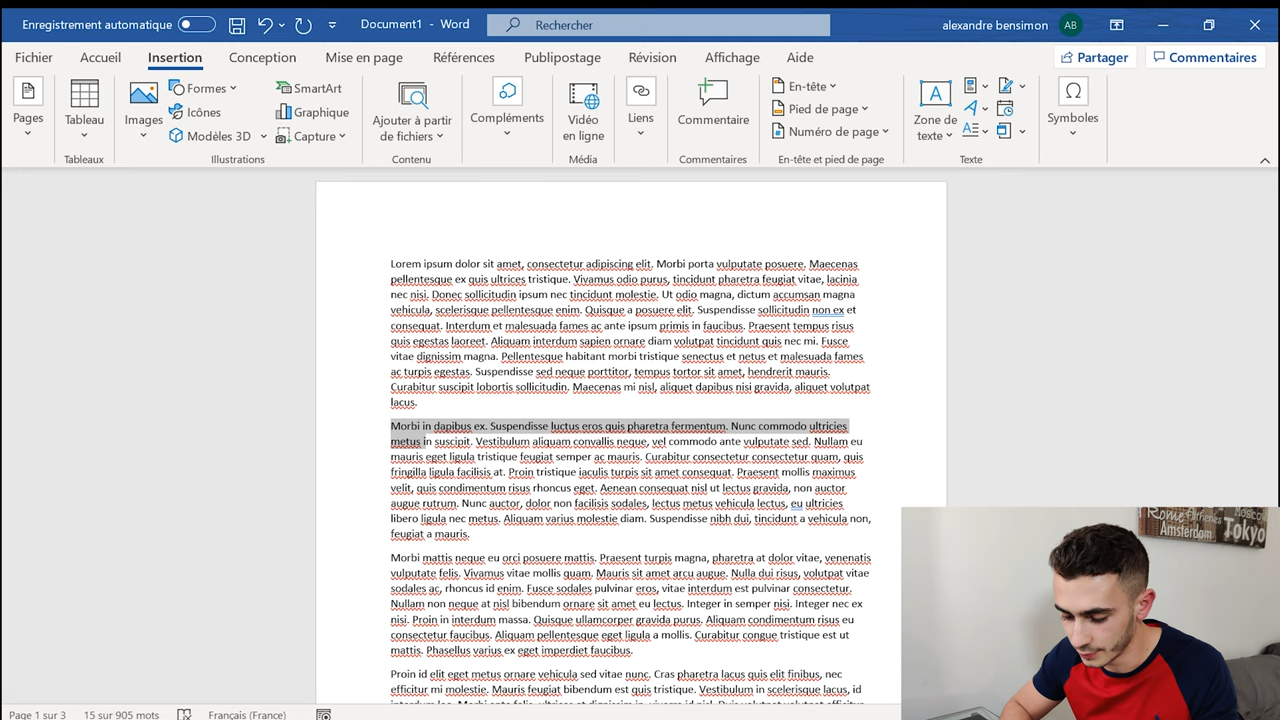 Enregistrement automatique
Document1 - Word
Rechercher
alexandre bensimon
AB
Fichier Accueil Insertion Conception Mise en page Références Publipostage Révision Affichage Aide
Partager
Commentaires
Pages
Tableau
Tableaux
Images
Formes
Icônes
Modèles 3D
SmartArt
Graphique
Capture
Illustrations
Ajouter à partir
de fichiers
Contenu
Compléments
Vidéo
en ligne
Média
Liens
Commentaire
Commentaires
En-tête
Pied de page
Numéro de page
En-tête et pied de page
Zone de
texte
Texte
Symboles
Lorem ipsum dolor sit amet, consectetur adipiscing elit. Morbi porta vulputate posuere. Maecenas
pellentesque ex quis ultrices tristique. Vivamus odio purus, tincidunt pharetra feugiat vitae, lacinia
nec nisi. Donec sollicitudin ipsum nec tincidunt molestie. Ut odio magna, dictum accumsan magna
vehicula, scelerisque pellentesque enim. Quisque a posuere elit. Suspendisse sollicitudin non ex et
consequat. Interdum et malesuada fames ac ante ipsum primis in faucibus. Praesent tempus risus
quis egestas laoreet. Aliquam interdum sapien ornare diam volutpat tincidunt quis nec mi. Fusce
vitae dignissim magna. Pellentesque habitant morbi tristique senectus et netus et malesuada fames
ac turpis egestas. Suspendisse sed neque porttitor, tempus tortor sit amet, hendrerit mauris.
Curabitur suscipit lobortis sollicitudin. Maecenas mi nisl, aliquet dapibus nisi gravida, aliquet volutpat
lacus.
Morbi in dapibus ex. Suspendisse luctus eros quis pharetra fermentum. Nunc commodo ultricies
metus in suscipit. Vestibulum aliquam convallis neque, vel commodo ante vulputate sed. Nullam eu
mauris eget ligula tristique feugiat semper ac mauris. Curabitur consectetur consectetur quam, quis
fringilla ligula facilisis at. Proin tristique iaculis turpis sit amet consequat. Praesent mollis maximus
velit, quis condimentum risus rhoncus eget. Aenean consequat nisl ut lectus gravida, non auctor
augue rutrum. Nunc auctor, dolor non facilisis sodales, lectus metus vehicula lectus, eu ultricies
libero ligula nec metus. Aliquam varius molestie diam. Suspendisse nibh dui, tincidunt a vehicula non,
feugiat a mauris.
Morbi mattis neque eu orci posuere mattis. Praesent turpis magna, pharetra at dolor vitae, venenatis
vulputate felis. Vivamus vitae mollis quam. Mauris sit amet arcu augue. Nulla dui risus, volutpat vitae
sodales ac, rhoncus id enim. Fusce sodales pulvinar eros, vitae interdum est pulvinar consectetur.
Nullam non neque at nisl bibendum ornare sit amet eu lectus. Integer in semper nisi. Integer nec ex
nisi. Proin in interdum massa. Quisque ullamcorper gravida purus. Aliquam condimentum risus eu
consectetur faucibus. Aliquam pellentesque eget ligula a mollis. Curabitur congue tristique est ut
mattis. Phasellus varius ex eget imperdiet faucibus.
Proin id elit eget metus ornare vehicula sed vitae nunc. Cras pharetra lacus quis elit finibus, nec
efficitur mi molestie. Mauris feugiat bibendum est quis tristique. Vestibulum in scelerisque lacus, id
Rome
Moscow
Amsterdam
Tokyo
Page 1 sur 3
15 sur 905 mots
Français (France)